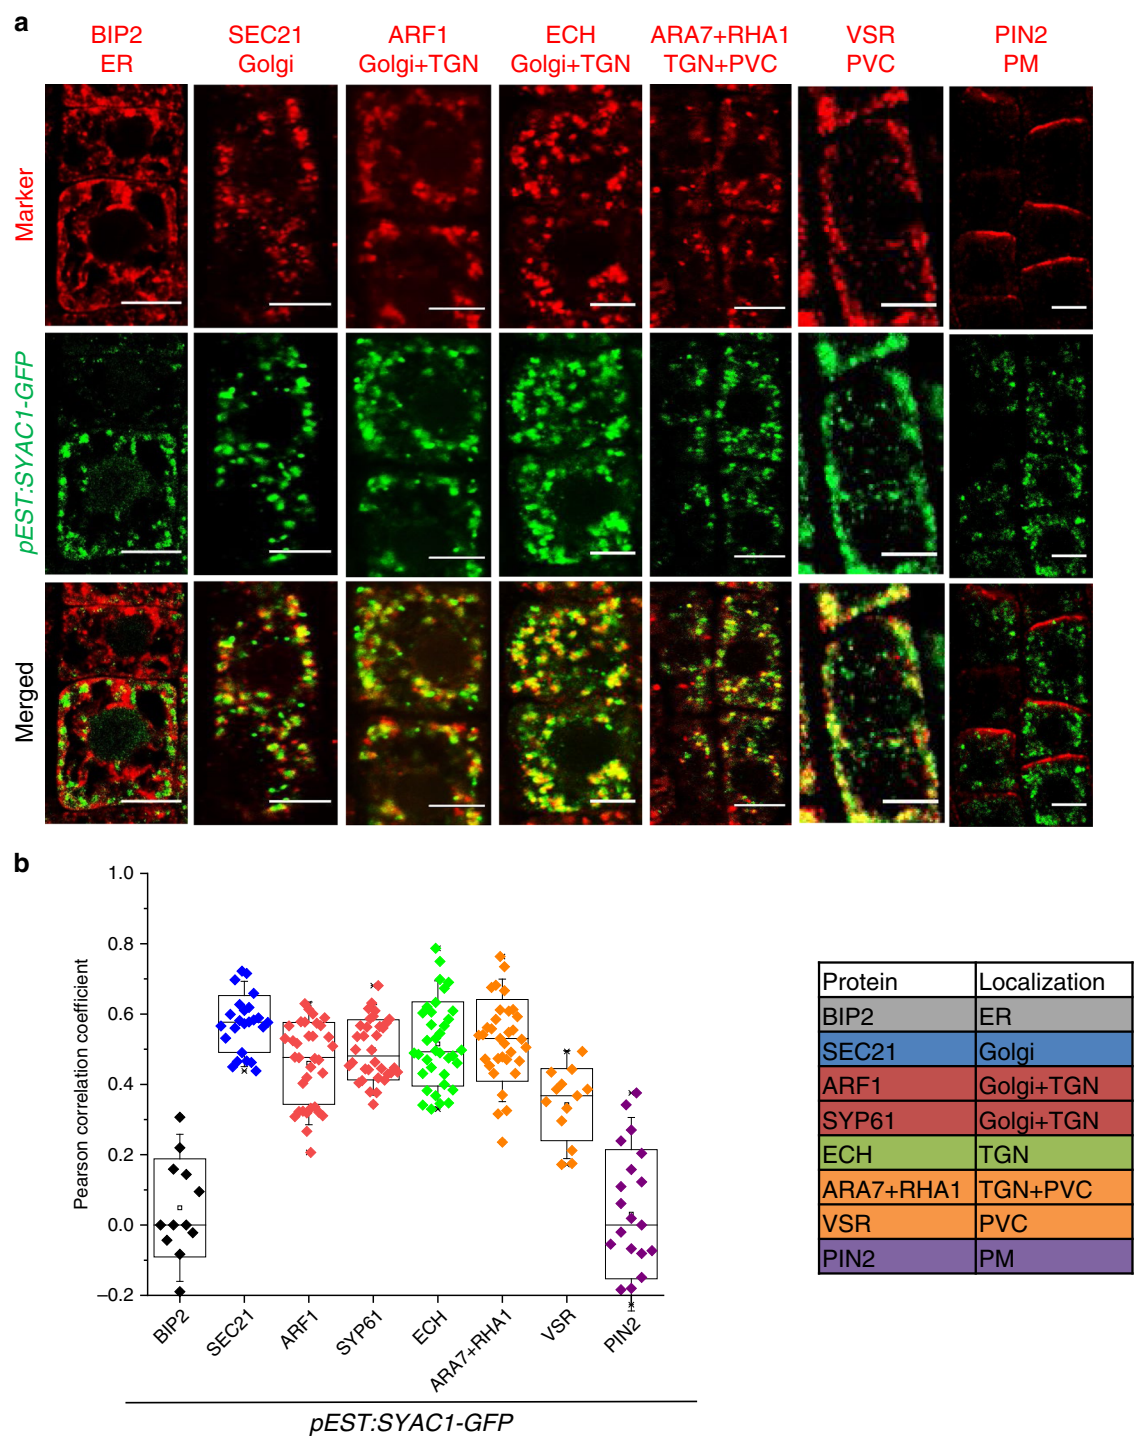 a
BIP2 SEC21 ARF1 ECH ARA7+RHA1 VSR PIN2
ER Golgi Golgi+TGN Golgi+TGN TGN+PVC PVC PM
Marker
pEST:SYAC1-GFP
Merged
b
Pearson correlation coefficient
1.0
0.8
0.6
0.4
0.2
0.0
–0.2
BIP2 SEC21 ARF1 SYP61 ECH ARA7+RHA1 VSR PIN2
pEST:SYAC1-GFP
Protein Localization
BIP2 ER
SEC21 Golgi
ARF1 Golgi+TGN
SYP61 Golgi+TGN
ECH TGN
ARA7+RHA1 TGN+PVC
VSR PVC
PIN2 PM